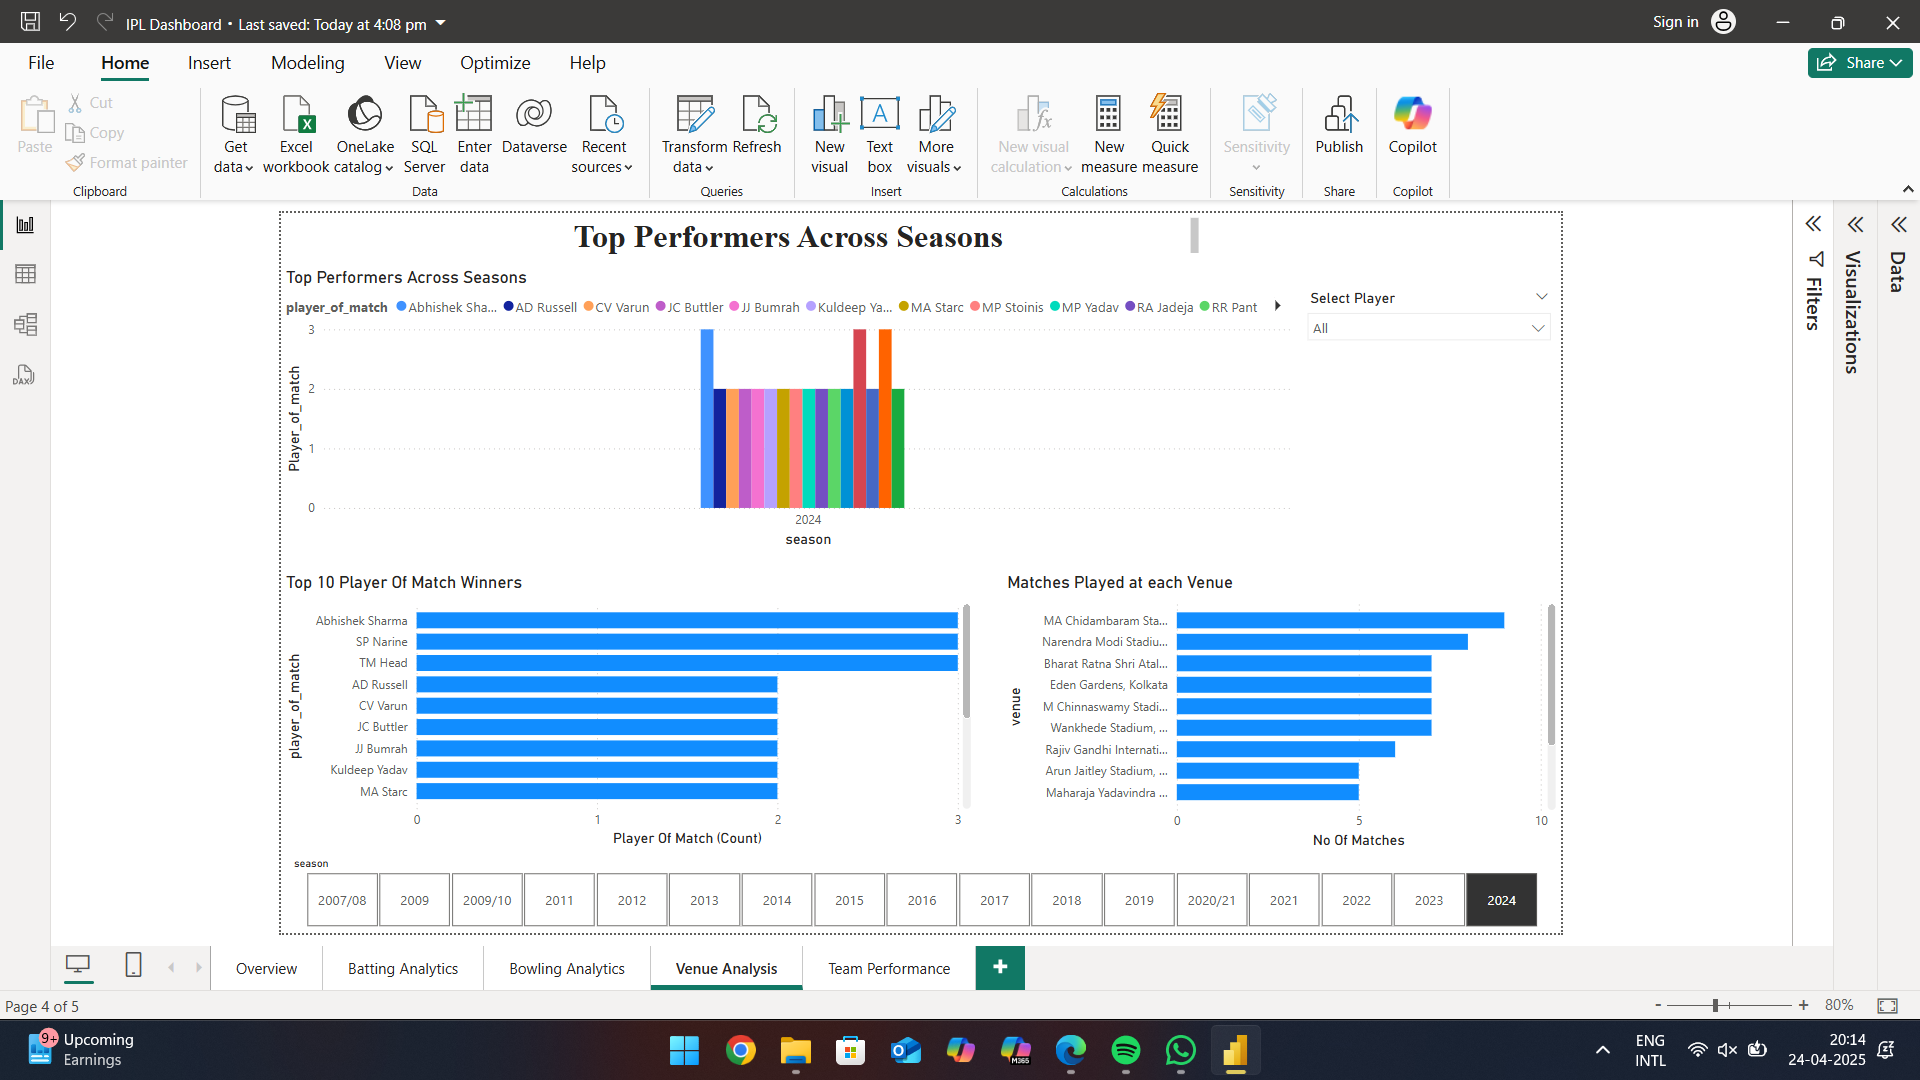 IPL Dashboard • Last saved: Today at 4:08 pm
Sign in
File
Home
Insert
Modeling
View
Optimize
Help
Share
Paste
Cut
Copy
Format painter
Clipboard
Get data
Excel workbook
OneLake catalog
SQL Server
Enter data
Dataverse
Recent sources
Data
Transform data
Refresh
Queries
New visual
Text box
More visuals
Insert
New visual calculation
New measure
Quick measure
Calculations
Sensitivity
Sensitivity
Publish
Share
Copilot
Copilot
Top Performers Across Seasons
Top Performers Across Seasons
player_of_match
Abhishek Sha...
AD Russell
CV Varun
JC Buttler
JJ Bumrah
Kuldeep Ya...
MA Starc
MP Stoinis
MP Yadav
RA Jadeja
RR Pant
Player_of_match
3
2
1
0
2024
season
Select Player
All
Filters
Visualizations
Data
Top 10 Player Of Match Winners
player_of_match
Abhishek Sharma
SP Narine
TM Head
AD Russell
CV Varun
JC Buttler
JJ Bumrah
Kuldeep Yadav
MA Starc
0 1 2 3
Player Of Match (Count)
Matches Played at each Venue
venue
MA Chidambaram Sta...
Narendra Modi Stadiu...
Bharat Ratna Shri Atal...
Eden Gardens, Kolkata
M Chinnaswamy Stadi...
Wankhede Stadium, ...
Rajiv Gandhi Internati...
Arun Jaitley Stadium, ...
Maharaja Yadavindra ...
0 5 10
No Of Matches
season
2007/08 2009 2009/10 2011 2012 2013 2014 2015 2016 2017 2018 2019 2020/21 2021 2022 2023 2024
Overview
Batting Analytics
Bowling Analytics
Venue Analysis
Team Performance
Page 4 of 5
- + 80%
9+
Upcoming
Earnings
M365
ENG
INTL
20:14
24-04-2025